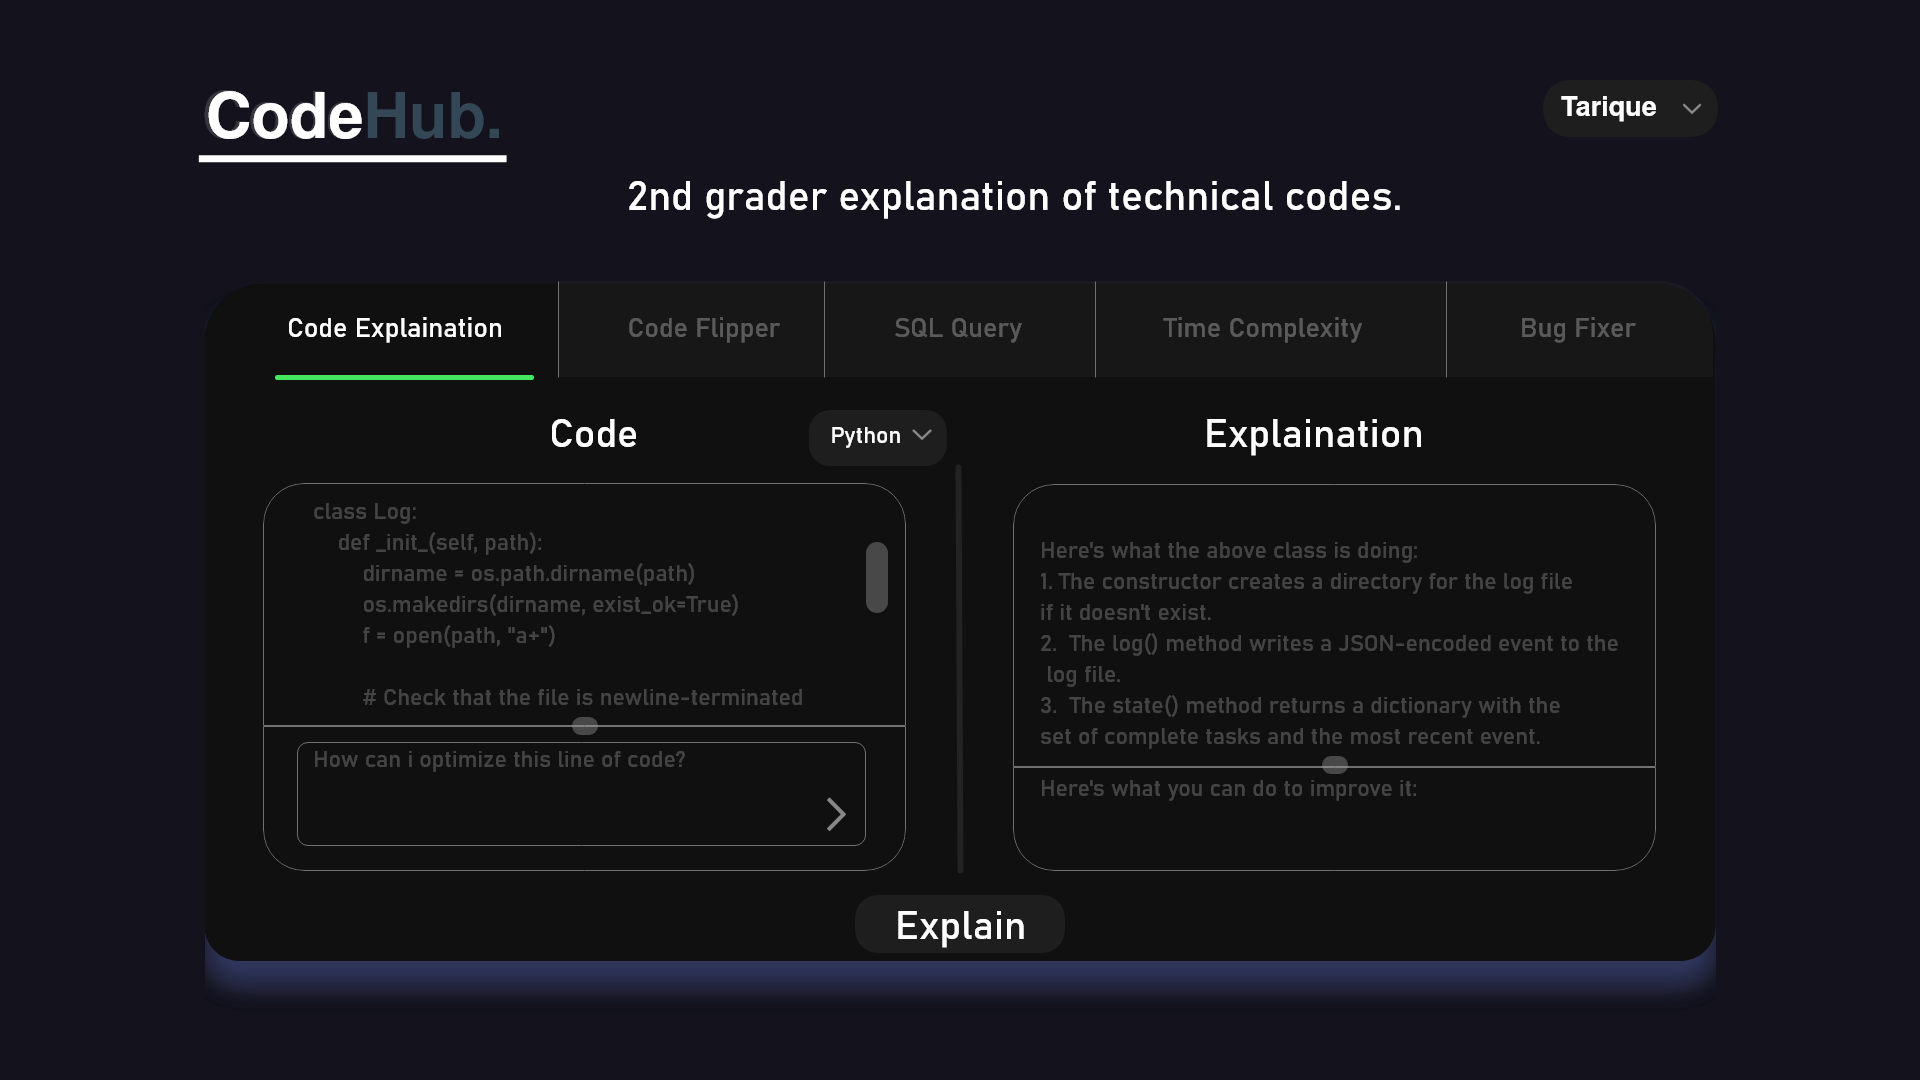 CodeHub.
Tarique
2nd grader explanation of technical codes.
Code Explaination
Code Flipper
SQL Query
Time Complexity
Bug Fixer
Code
Python
Explaination
class Log:
def _init_(self, path):
dirname = os.path.dirname(path)
os.makedirs(dirname, exist_ok=True)
f = open(path, "a+")
# Check that the file is newline-terminated
How can i optimize this line of code?
Here's what the above class is doing:
1. The constructor creates a directory for the log file
if it doesn't exist.
2. The log() method writes a JSON-encoded event to the
log file.
3. The state() method returns a dictionary with the
set of complete tasks and the most recent event.
Here's what you can do to improve it:
Explain